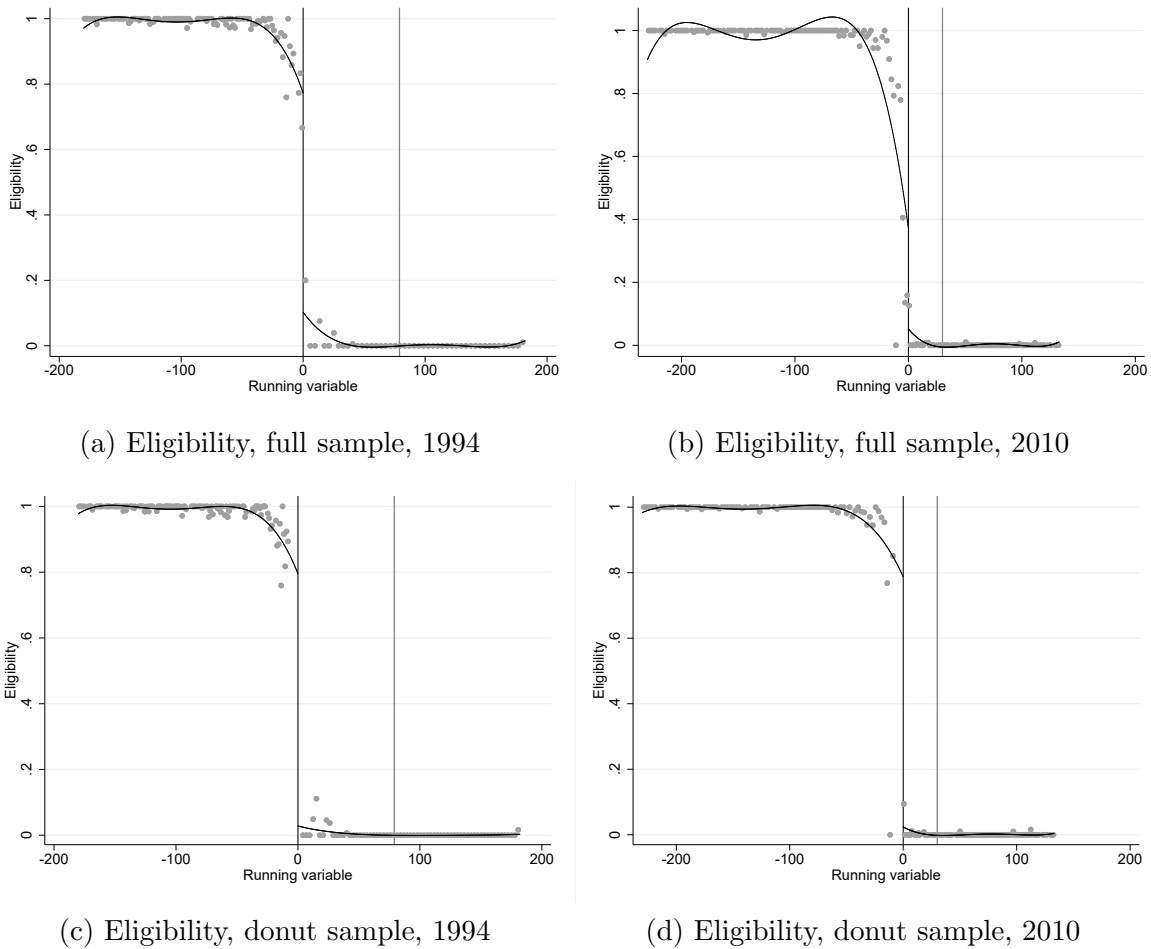 Eligibility
0 .2 .4 .6 .8 1
-200 -100 0 100 200
Running variable
(a) Eligibility, full sample, 1994
Eligibility
0 .2 .4 .6 .8 1
-200 -100 0 100 200
Running variable
(b) Eligibility, full sample, 2010
Eligibility
0 .2 .4 .6 .8 1
-200 -100 0 100 200
Running variable
(c) Eligibility, donut sample, 1994
Eligibility
0 .2 .4 .6 .8 1
-200 -100 0 100 200
Running variable
(d) Eligibility, donut sample, 2010